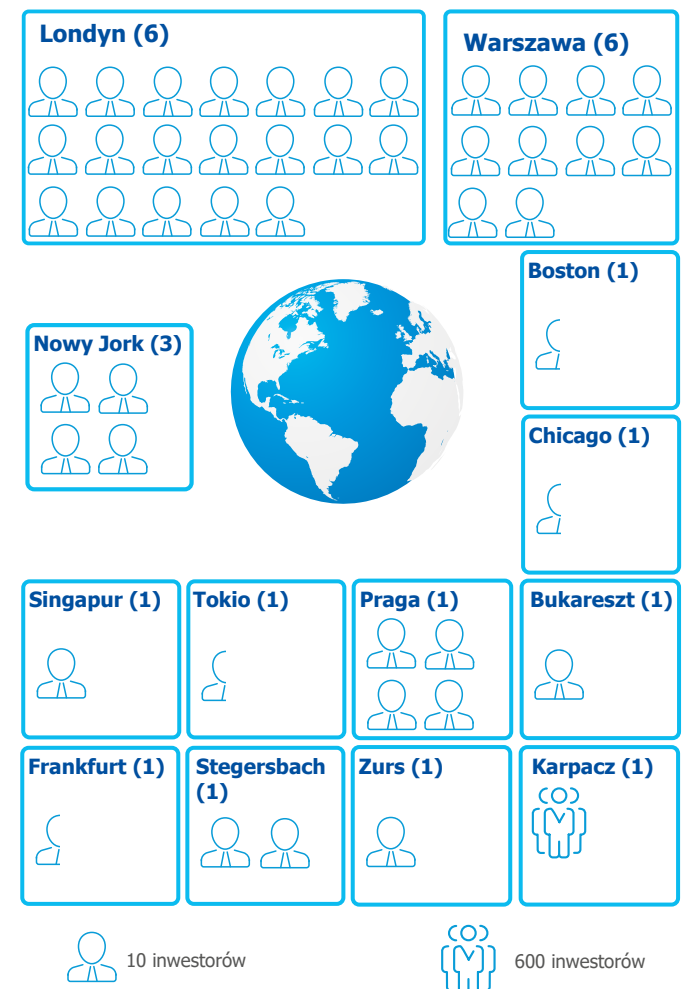 Londyn (6)
Warszawa (6)
Boston (1)
Nowy Jork (3)
Chicago (1)
Singapur (1)
Tokio (1)
Praga (1)
Bukareszt (1)
Frankfurt (1)
Stegersbach
(1)
Zurs (1)
Karpacz (1)
10 inwestorów
600 inwestorów